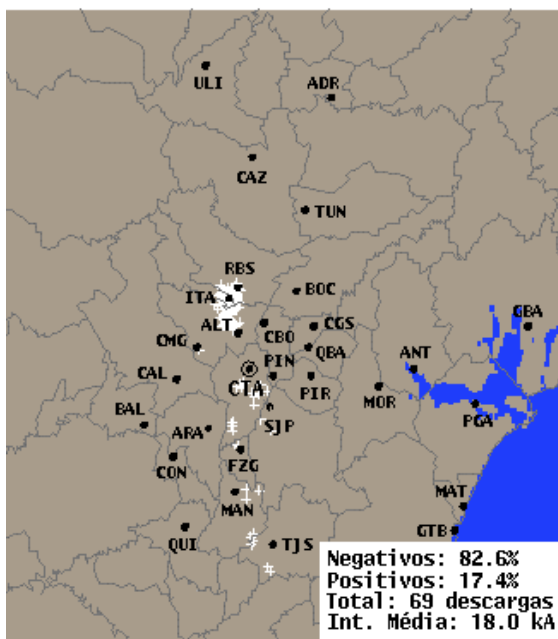 ULI
ADR
CAZ
TUN
RBS
ITA
BOC
ALT
CBO
CGS
GBA
CMG
PIN
QBA
ANT
CAL
CTA
PIR
MOR
BAL
ARA
SJP
PGA
CON
FZG
MAN
MAT
QUI
TJS
GTB
Negativos: 82.6%
Positivos: 17.4%
Total: 69 descargas
Int. Média: 18.0 kA